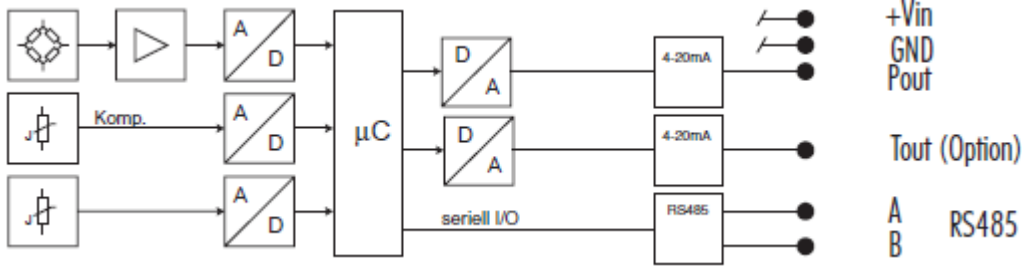 A
D
Komp.
A
D
J
A
D
J
µC
D
A
D
A
seriell I/O
4-20mA
4-20mA
RS485
+Vin
GND
Pout
Tout (Option)
A
B
RS485